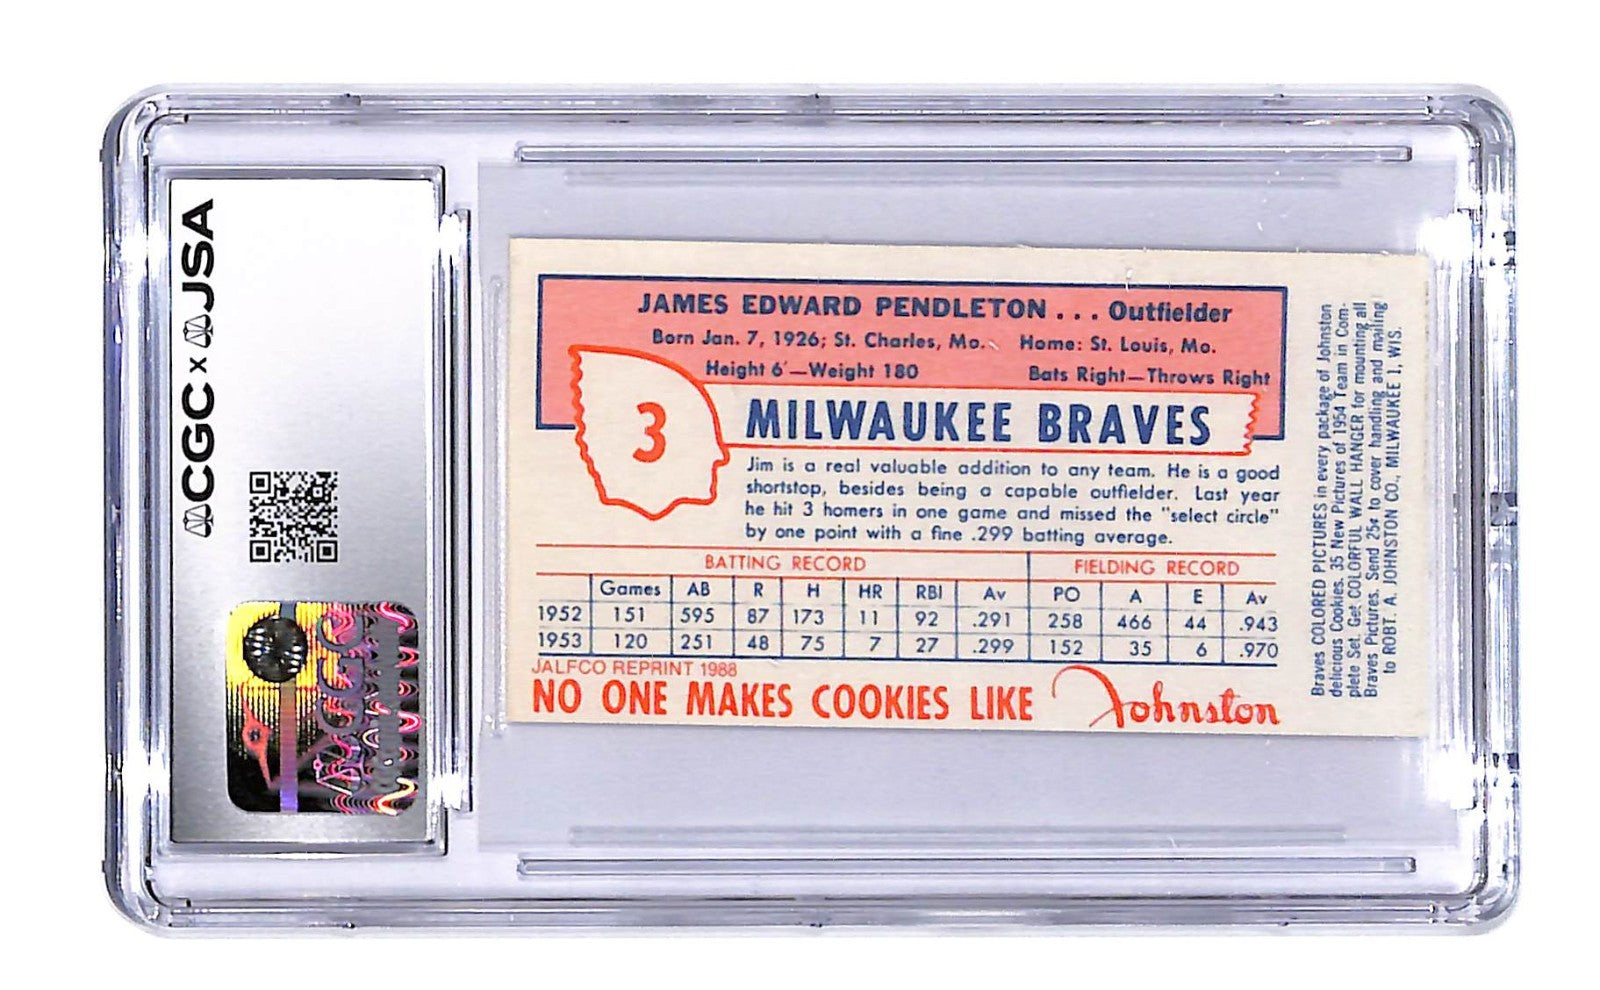 CGC x JSA
JAMES EDWARD PENDLETON . . . Outfielder
Born Jan. 7, 1926; St. Charles, Mo. Home: St. Louis, Mo.
Height 6'—Weight 180 Bats Right—Throws Right
3
MILWAUKEE BRAVES
Jim is a real valuable addition to any team. He is a good
shortstop, besides being a capable outfielder. Last year
he hit 3 homers in one game and missed the "select circle"
by one point with a fine .299 batting average.
BATTING RECORD FIELDING RECORD
Games AB R H HR RBI Av PO A E Av
1952 151 595 87 173 11 92 .291 258 466 44 .943
1953 120 251 48 75 7 27 .299 152 35 6 .970
JALFCO REPRINT 1988
NO ONE MAKES COOKIES LIKE Johnston
Braves COLORED PICTURES in every package of Johnston
delicious Cookies. 35 New Pictures of 1954 Team in Com-
plete Set. Get COLORFUL WALL HANGER for mounting all
Braves Pictures. Send 25¢ to cover handling and mailing
to ROBT. A. JOHNSTON CO., MILWAUKEE 1, WIS.